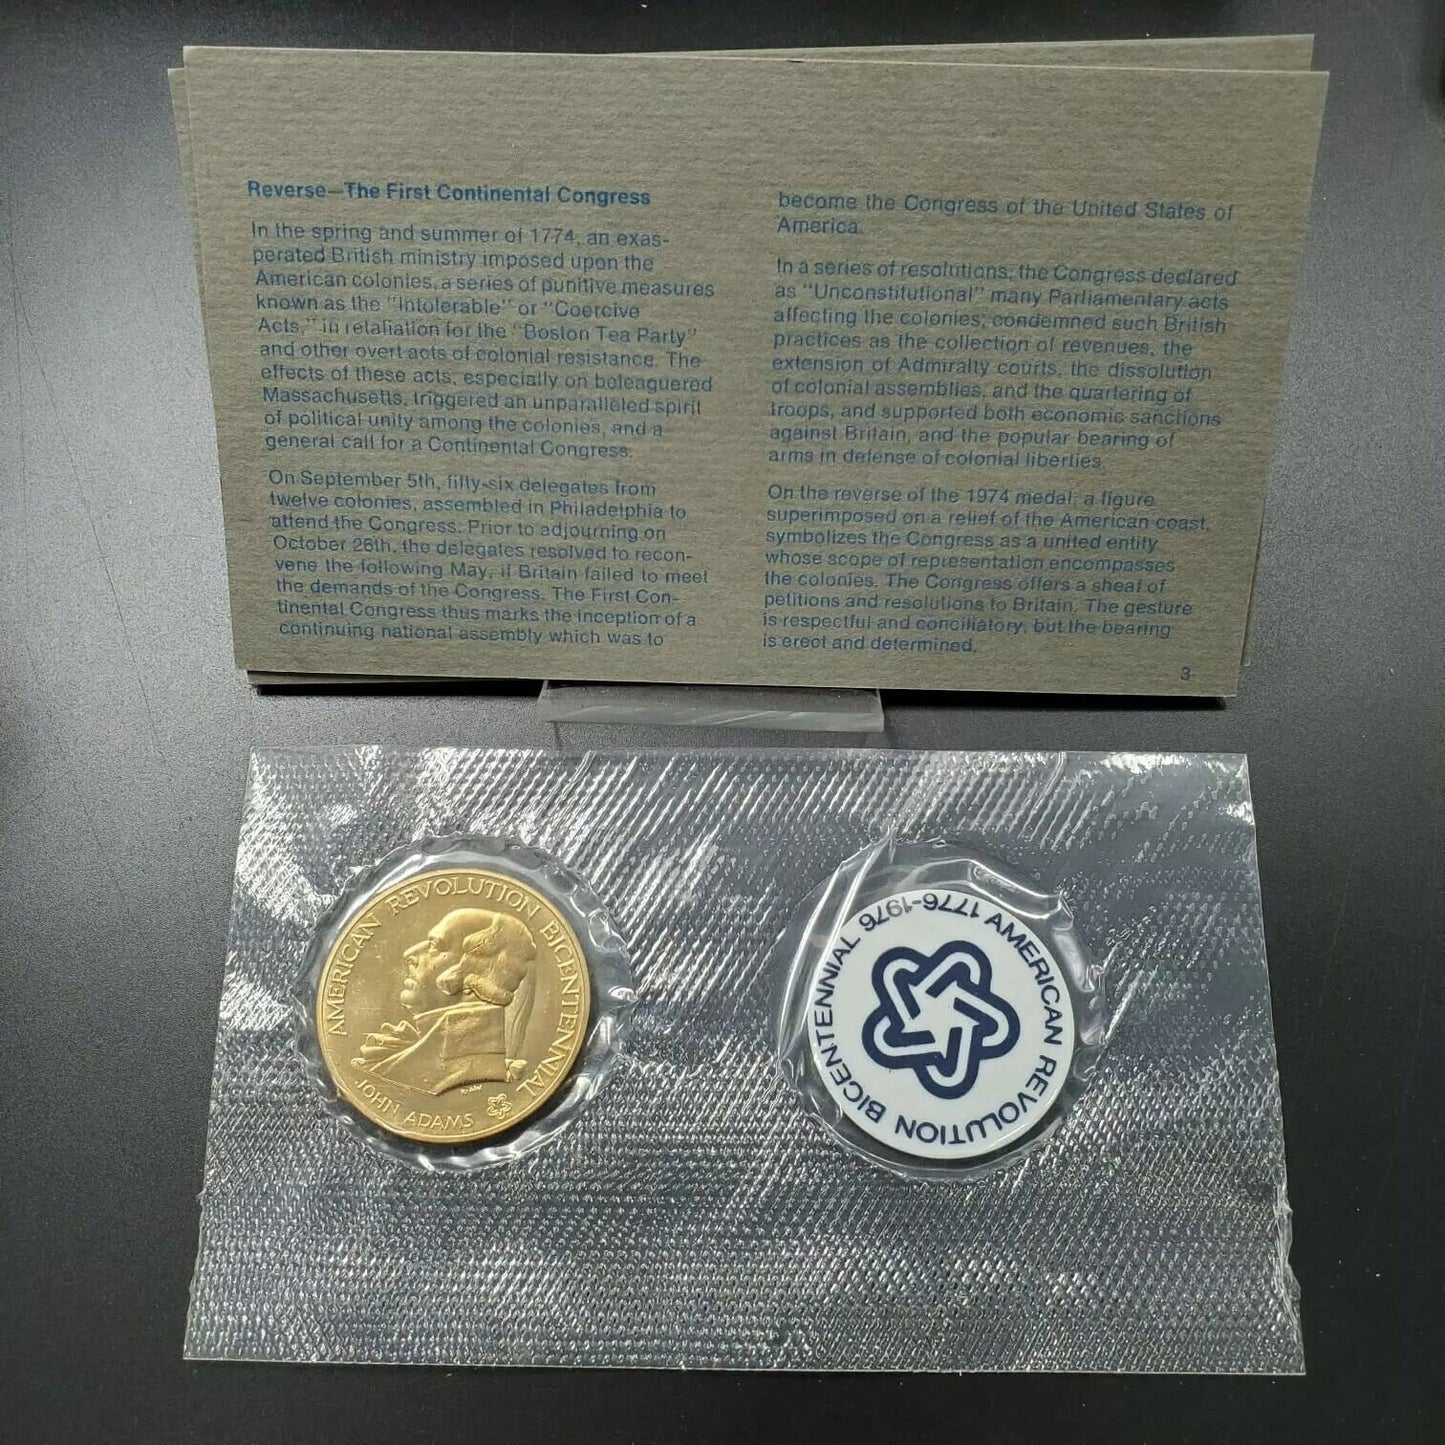 Reverse—The First Continental Congress
In the spring and summer of 1774, an exas-
perated British ministry imposed upon the
American colonies, a series of punitive measures
known as the "Intolerable" or "Coercive
Acts," in retaliation for the "Boston Tea Party"
and other overt acts of colonial resistance. The
effects of these acts, especially on beleaguered
Massachusetts, triggered an unparalleled spirit
of political unity among the colonies, and a
general call for a Continental Congress.
On September 5th, fifty-six delegates from
twelve colonies, assembled in Philadelphia to
attend the Congress. Prior to adjourning on
October 26th, the delegates resolved to recon-
vene the following May, if Britain failed to meet
the demands of the Congress. The First Con-
tinental Congress thus marks the inception of a
continuing national assembly which was to
become the Congress of the United States of
America.
In a series of resolutions, the Congress declared
as "Unconstitutional" many Parliamentary acts
affecting the colonies; condemned such British
practices as the collection of revenues, the
extension of Admiralty courts, the dissolution
of colonial assemblies, and the quartering of
troops, and supported both economic sanctions
against Britain, and the popular bearing of
arms in defense of colonial liberties.
On the reverse of the 1974 medal, a figure
superimposed on a relief of the American coast,
symbolizes the Congress as a united entity
whose scope of representation encompasses
the colonies. The Congress offers a sheaf of
petitions and resolutions to Britain. The gesture
is respectful and conciliatory, but the bearing
is erect and determined.
3
AMERICAN REVOLUTION BICENTENNIAL
JOHN ADAMS
AMERICAN REVOLUTION BICENTENNIAL 1776-1976